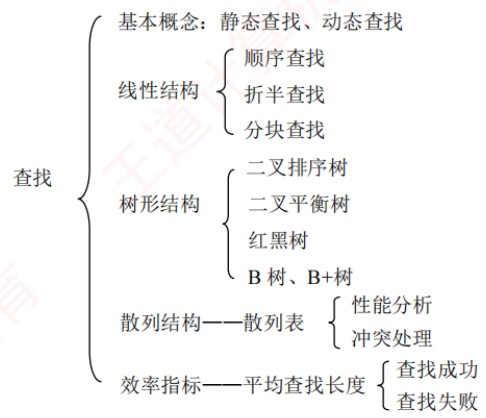 查找
基本概念：静态查找、动态查找
线性结构
顺序查找
折半查找
分块查找
树形结构
二叉排序树
二叉平衡树
红黑树
B 树、B+树
散列结构——散列表
性能分析
冲突处理
效率指标——平均查找长度
查找成功
查找失败